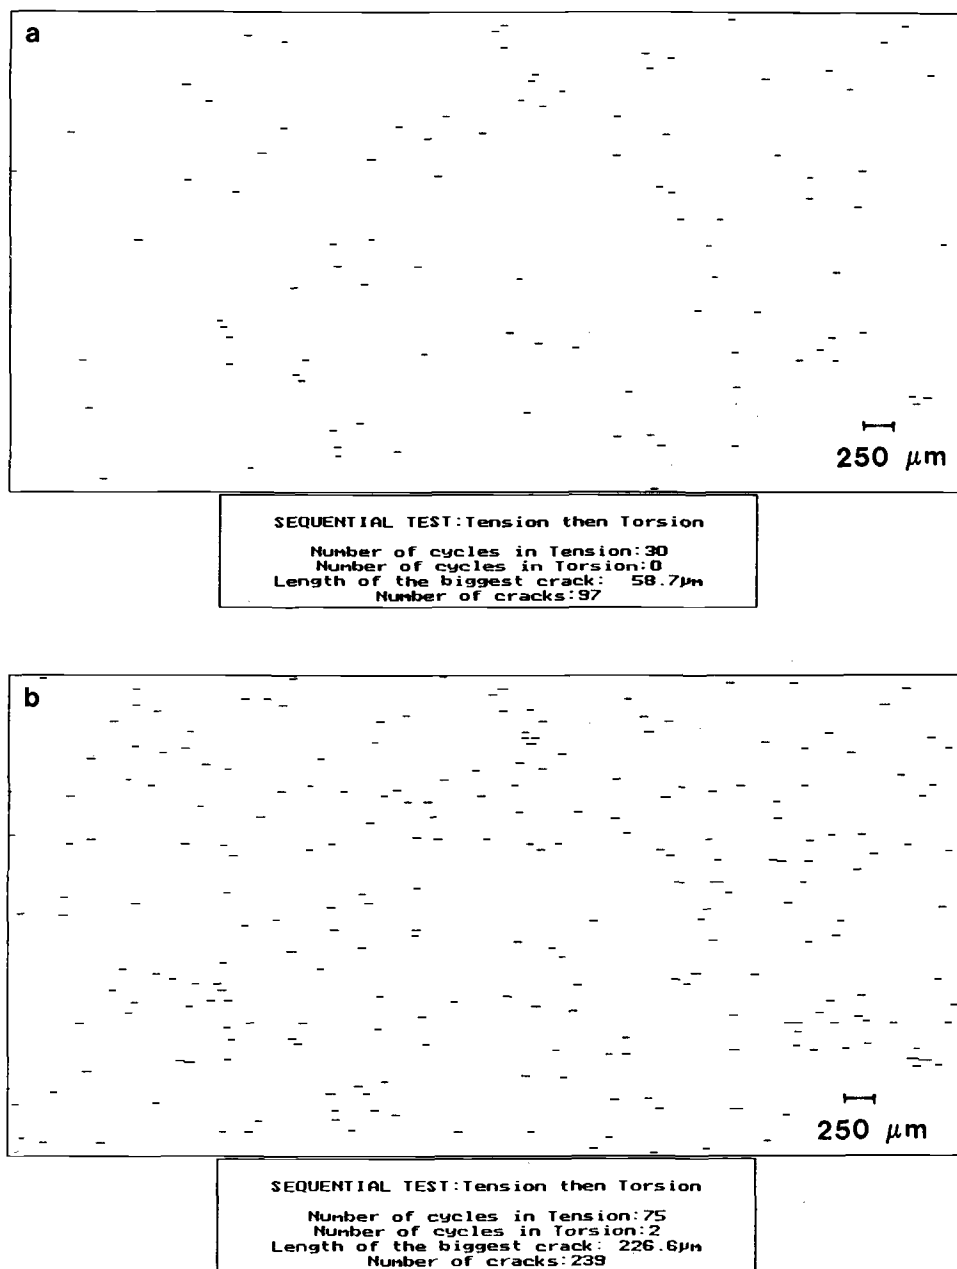 a
250 μm
SEQUENTIAL TEST:Tension then Torsion
Number of cycles in Tension:30
Number of cycles in Torsion:0
Length of the biggest crack: 58.7μm
Number of cracks:97
b
250 μm
SEQUENTIAL TEST:Tension then Torsion
Number of cycles in Tension:75
Number of cycles in Torsion:2
Length of the biggest crack: 226.6μm
Number of cracks:239